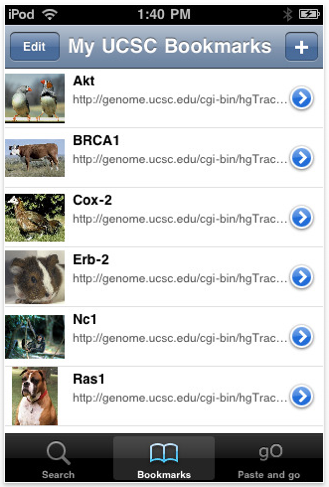 iPod 1:40 PM
Edit My UCSC Bookmarks +
Akt
http://genome.ucsc.edu/cgi-bin/hgTrac...
BRCA1
http://genome.ucsc.edu/cgi-bin/hgTrac...
Cox-2
http://genome.ucsc.edu/cgi-bin/hgTrac...
Erb-2
http://genome.ucsc.edu/cgi-bin/hgTrac...
Nc1
http://genome.ucsc.edu/cgi-bin/hgTrac...
Ras1
http://genome.ucsc.edu/cgi-bin/hgTrac...
gO
Search Bookmarks Paste and go